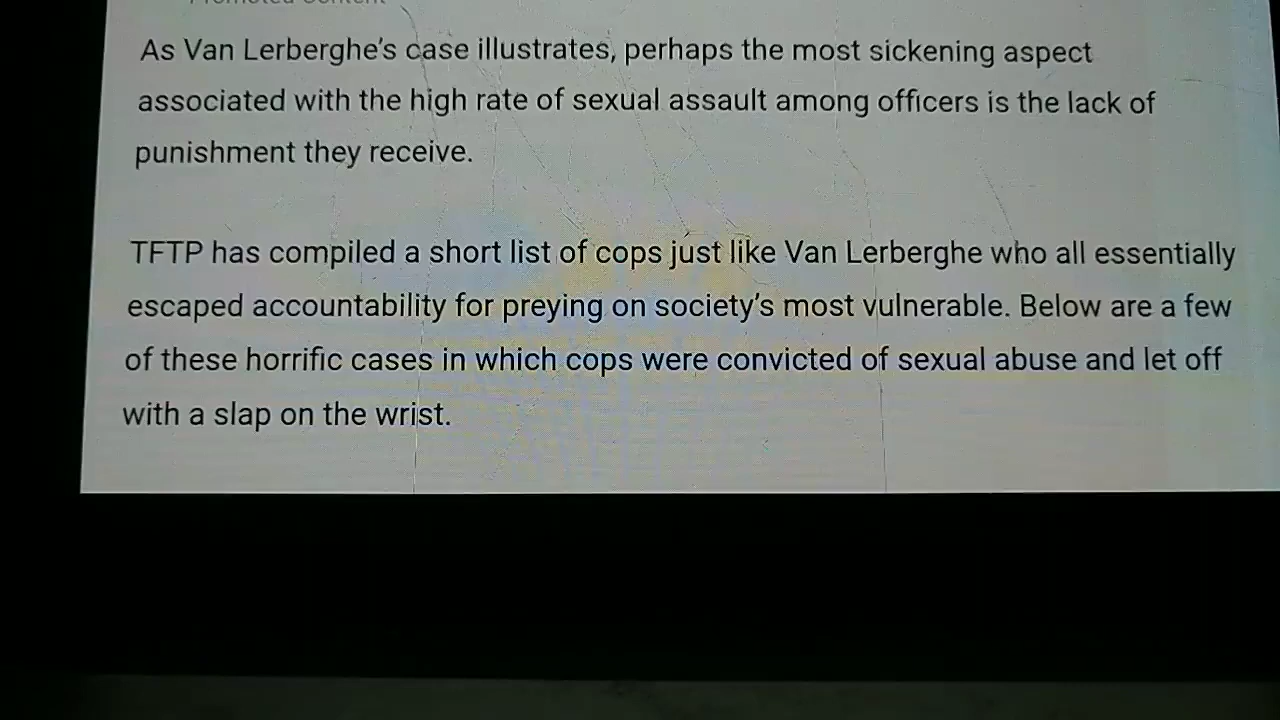 Promoted Content
As Van Lerberghe's case illustrates, perhaps the most sickening aspect
associated with the high rate of sexual assault among officers is the lack of
punishment they receive.
TFTP has compiled a short list of cops just like Van Lerberghe who all essentially
escaped accountability for preying on society's most vulnerable. Below are a few
of these horrific cases in which cops were convicted of sexual abuse and let off
with a slap on the wrist.